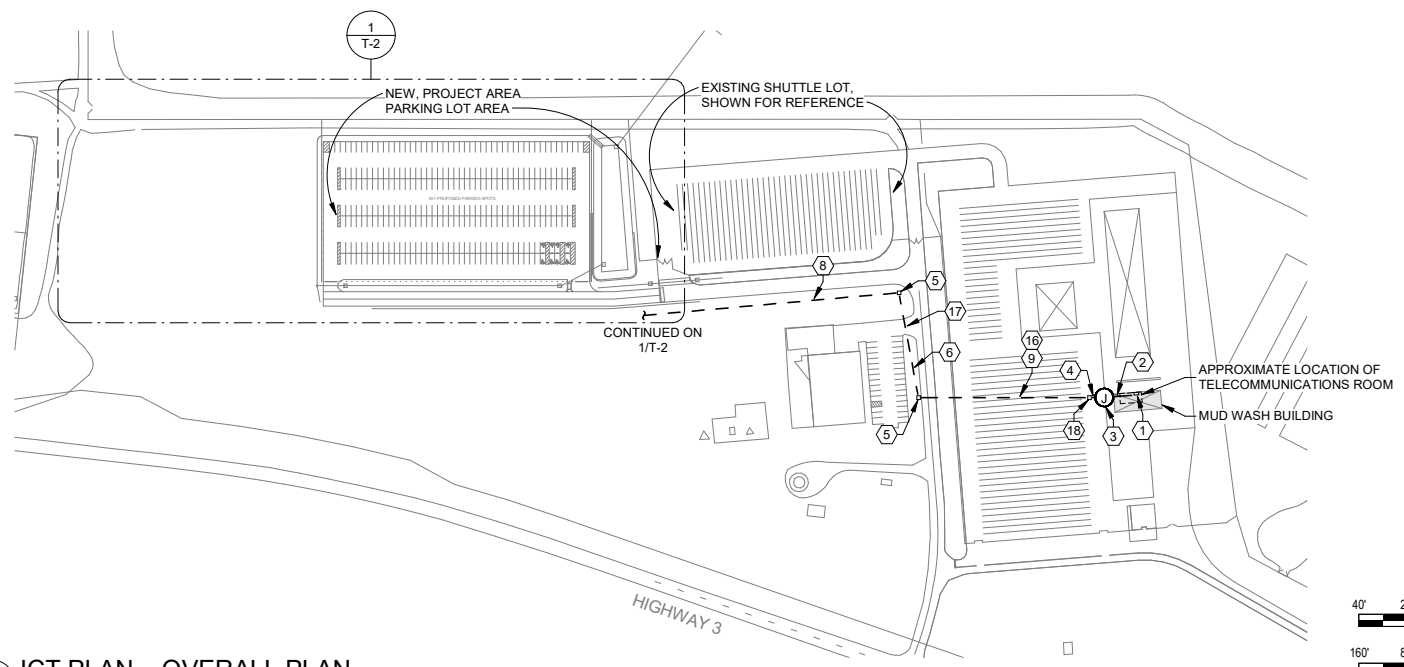 1
T-2
NEW, PROJECT AREA
PARKING LOT AREA
EXISTING SHUTTLE LOT,
SHOWN FOR REFERENCE
8
5
17
CONTINUED ON
1/T-2
6
16
9
4
2
APPROXIMATE LOCATION OF
TELECOMMUNICATIONS ROOM
J
MUD WASH BUILDING
5
18
3
1
HIGHWAY 3
40'
160'
ICT PLAN - OVERALL PLAN